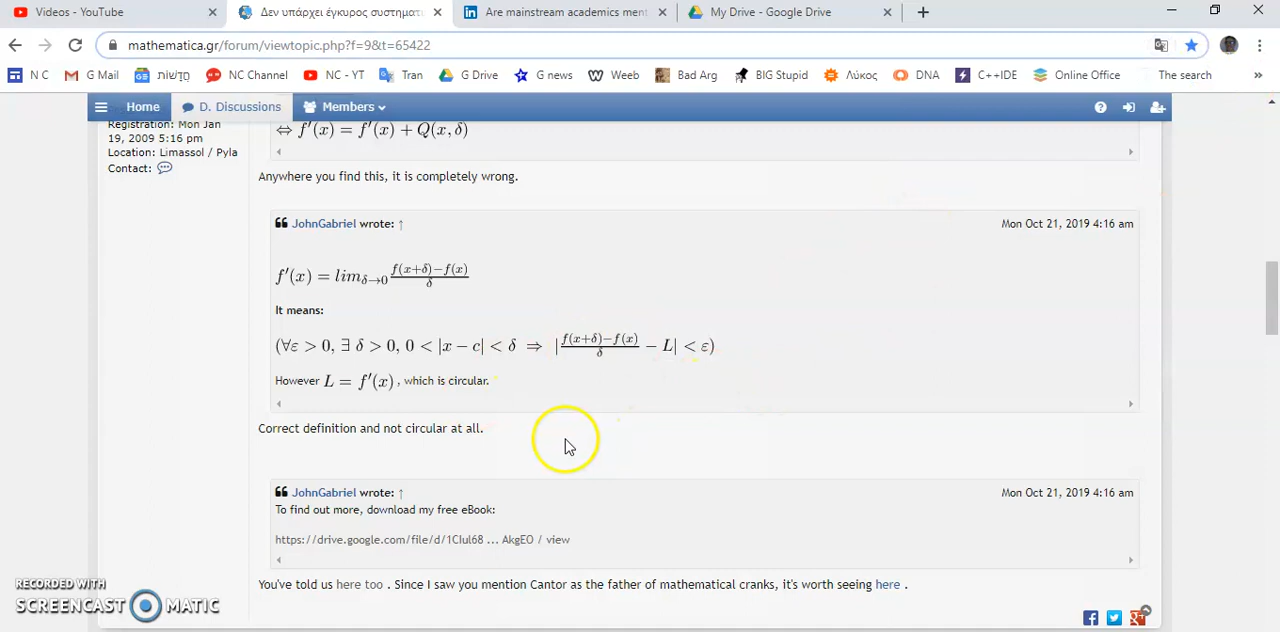 Videos - YouTube
Δεν υπάρχει έγκυρος συστηματ
Are mainstream academics ment
My Drive - Google Drive
mathematica.gr/forum/viewtopic.php?f=9&t=65422
N C
G Mail
חֲדָשׁוֹת
NC Channel
NC - YT
Tran
G Drive
G news
Weeb
Bad Arg
BIG Stupid
Λύκος
DNA
C++IDE
Online Office
The search
»
Home
D. Discussions
Members
Registration: Mon Jan
19, 2009 5:16 pm
Location: Limassol / Pyla
Contact:
⇔ f′(x) = f′(x) + Q(x, δ)
Anywhere you find this, it is completely wrong.
JohnGabriel wrote: ↑
Mon Oct 21, 2019 4:16 am
f′(x) = lim_{δ→0} \frac{f(x+δ)−f(x)}{δ}
It means:
(∀ε > 0, ∃ δ > 0, 0 < |x − c| < δ ⇒ |\frac{f(x+δ)−f(x)}{δ} − L| < ε)
However L = f′(x) , which is circular.
Correct definition and not circular at all.
JohnGabriel wrote: ↑
Mon Oct 21, 2019 4:16 am
To find out more, download my free eBook:
https://drive.google.com/file/d/1CIul68 ... AkgEO / view
You've told us here too . Since I saw you mention Cantor as the father of mathematical cranks, it's worth seeing here .
RECORDED WITH
SCREENCAST MATIC